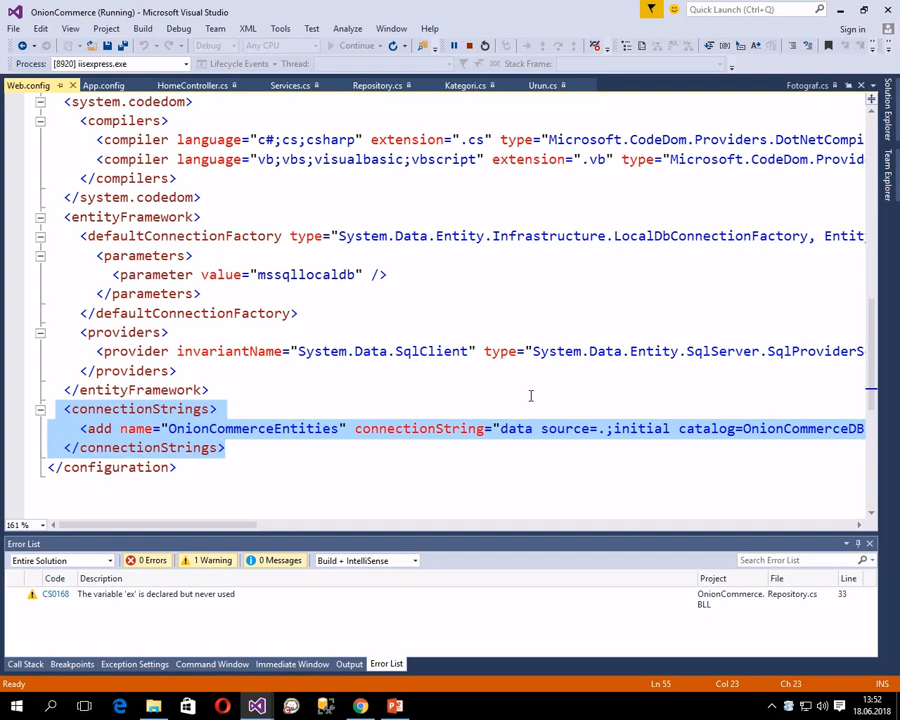 OnionCommerce (Running) - Microsoft Visual Studio
Quick Launch (Ctrl+Q)
File Edit View Project Build Debug Team XML Tools Test Analyze Window Help
Sign in
Debug Any CPU Continue
Process: [8920] iisexpress.exe Lifecycle Events Thread: Stack Frame:
Web.config App.config HomeController.cs Services.cs Repository.cs Kategori.cs Urun.cs Fotograf.cs
<system.codedom>
<compilers>
<compiler language="c#;cs;csharp" extension=".cs" type="Microsoft.CodeDom.Providers.DotNetCompi
<compiler language="vb;vbs;visualbasic;vbscript" extension=".vb" type="Microsoft.CodeDom.Provid
</compilers>
</system.codedom>
<entityFramework>
<defaultConnectionFactory type="System.Data.Entity.Infrastructure.LocalDbConnectionFactory, Entit
<parameters>
<parameter value="mssqllocaldb" />
</parameters>
</defaultConnectionFactory>
<providers>
<provider invariantName="System.Data.SqlClient" type="System.Data.Entity.SqlServer.SqlProviderS
</providers>
</entityFramework>
<connectionStrings>
<add name="OnionCommerceEntities" connectionString="data source=.;initial catalog=OnionCommerceDB
</connectionStrings>
</configuration>
Solution Explorer
Team Explorer
161 %
Error List
Entire Solution 0 Errors 1 Warning 0 Messages Build + IntelliSense Search Error List
Code Description Project File Line
CS0168 The variable 'ex' is declared but never used OnionCommerce. Repository.cs 33
BLL
Call Stack Breakpoints Exception Settings Command Window Immediate Window Output Error List
Ready Ln 55 Col 23 Ch 23 INS
13:52
18.06.2018